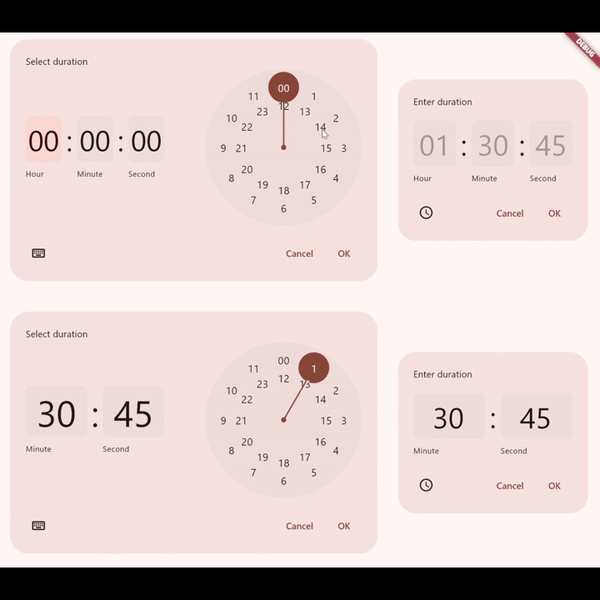 DEBUG
Select duration
00 : 00 : 00
Hour Minute Second
00
11 12 1
23 13
10 2
22 14
9 21 15 3
20 16
8 4
19 17
7 18 5
6
Cancel OK
Enter duration
01 : 30 : 45
Hour Minute Second
Cancel OK
Select duration
30 : 45
Minute Second
00
11 12 1
23 13
10 2
22 14
9 21 15 3
20 16
8 4
19 17
7 18 5
6
Cancel OK
Enter duration
30 : 45
Minute Second
Cancel OK